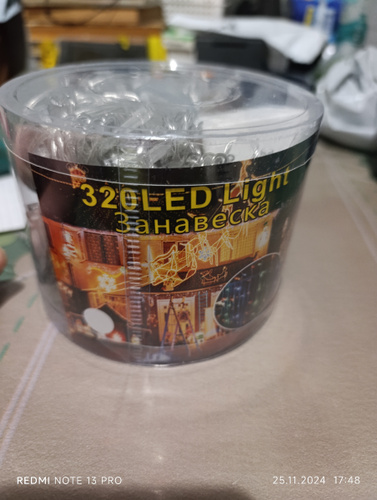 320LED Light
Занавеска
REDMI NOTE 13 PRO
25.11.2024 17:48